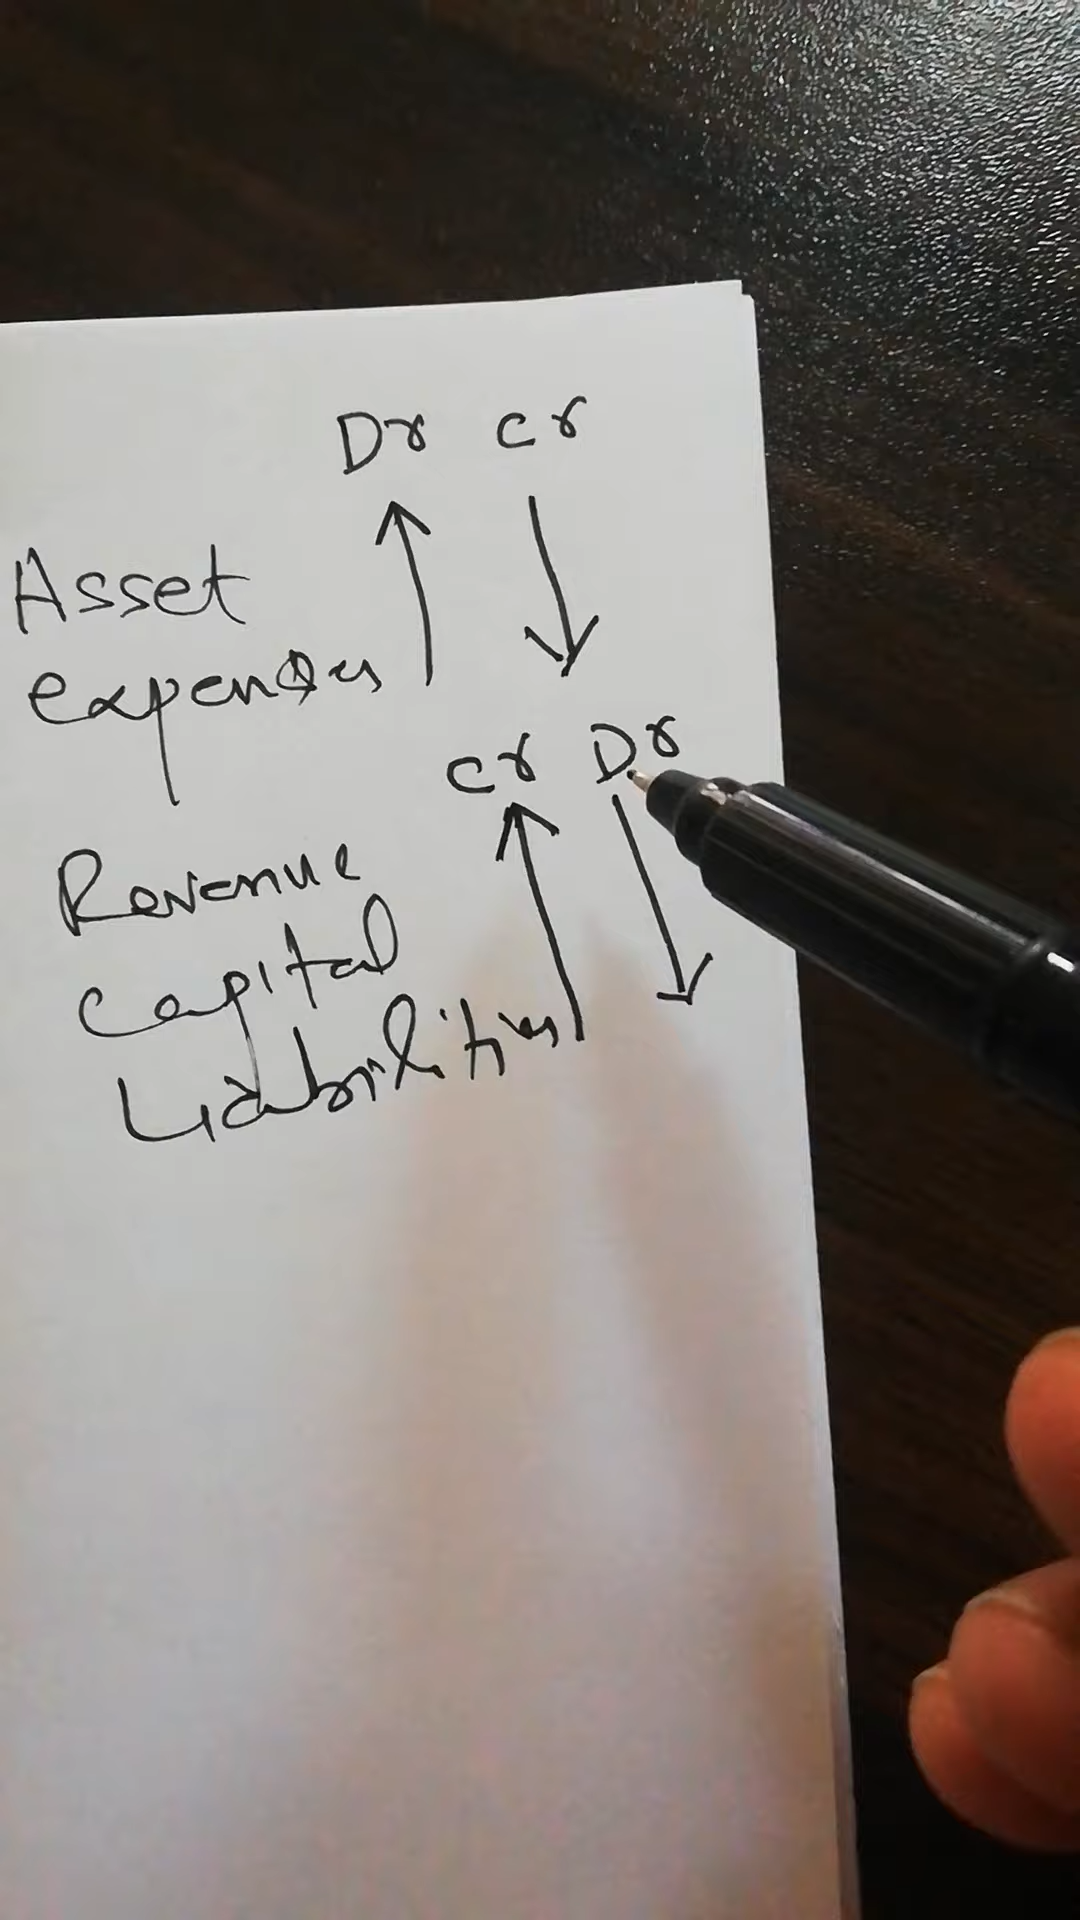 Dr cr
Asset
expenses
cr Dr
Revenue
capital
Liabilities